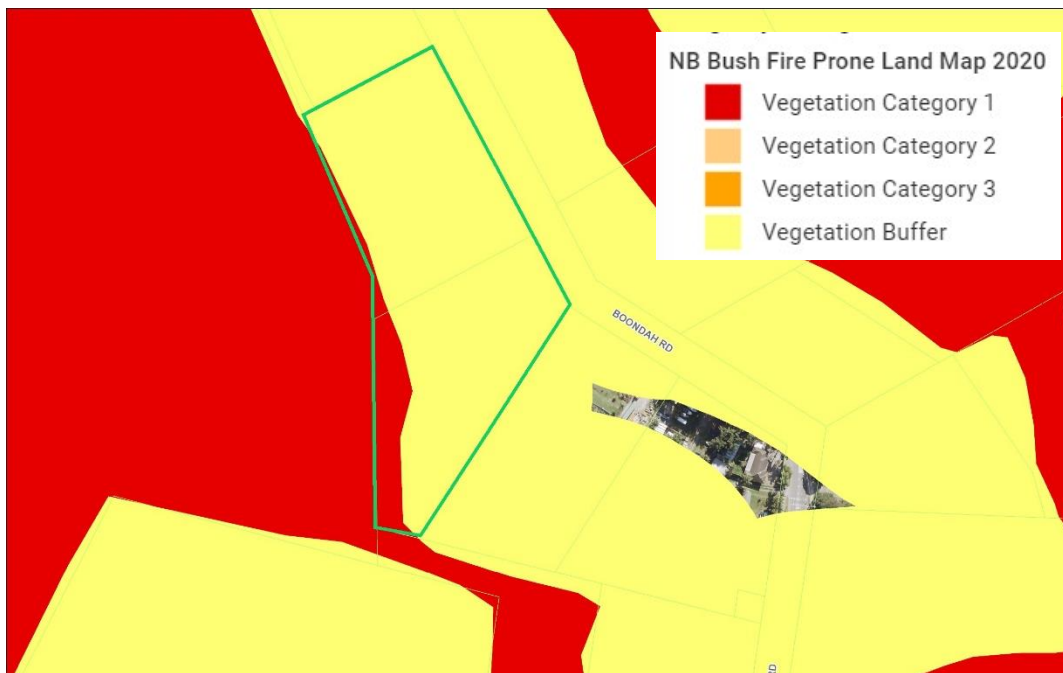 NB Bush Fire Prone Land Map 2020
Vegetation Category 1
Vegetation Category 2
Vegetation Category 3
Vegetation Buffer
BOONDAH RD
RD